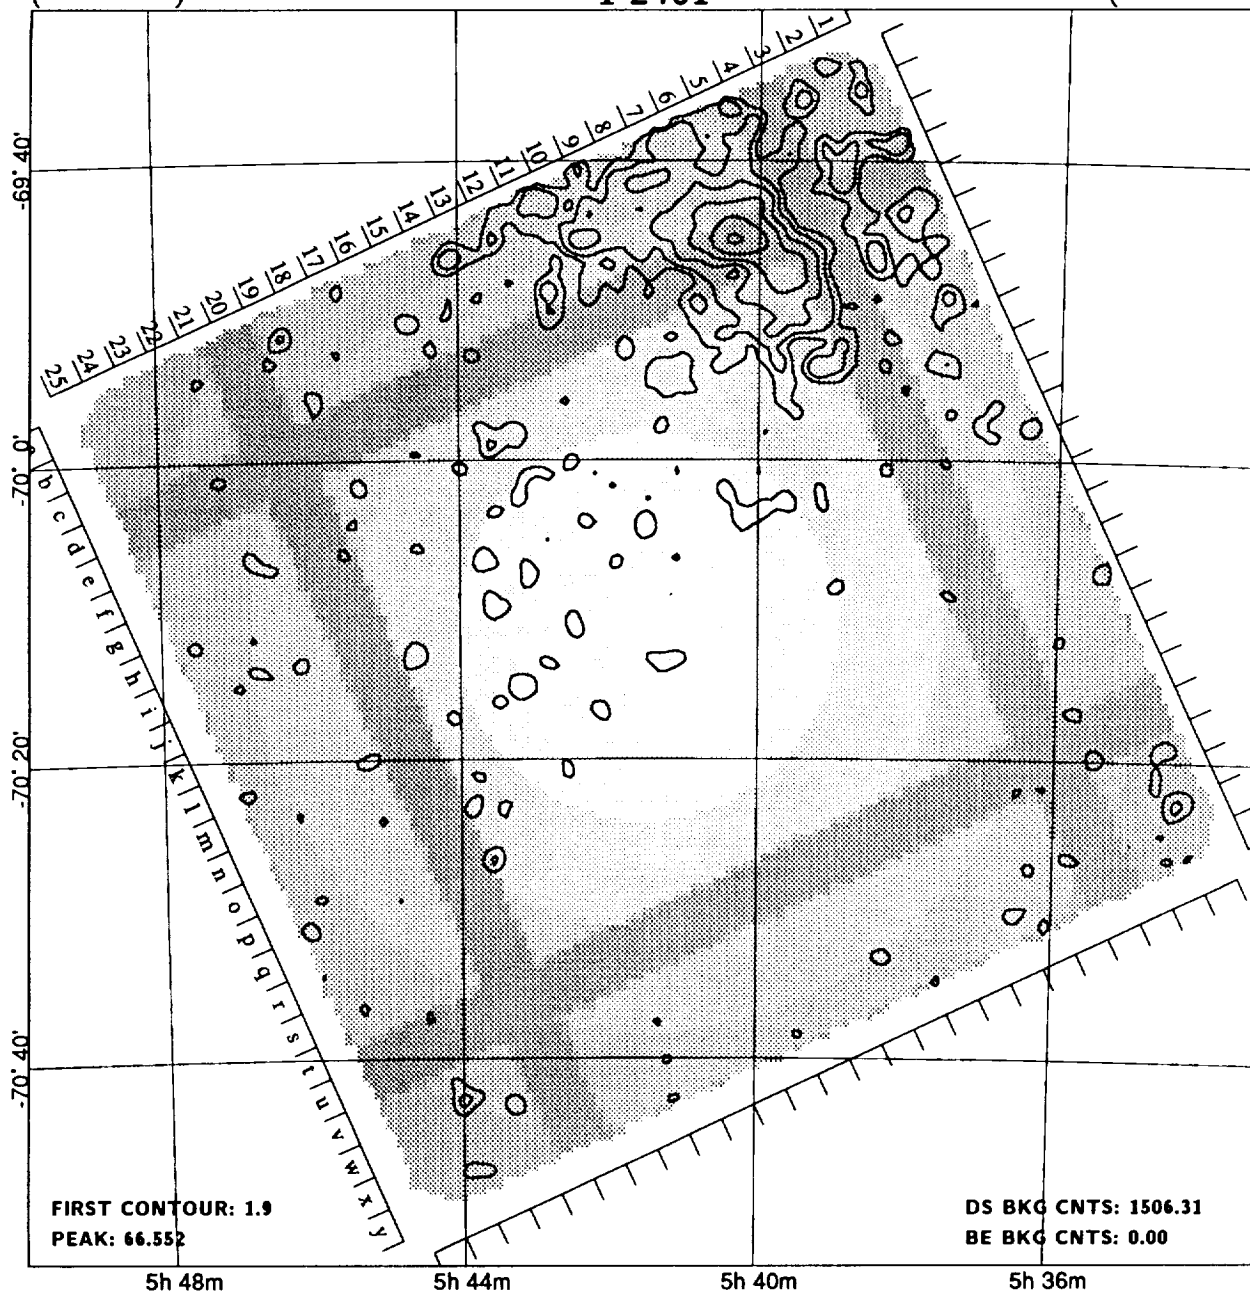 1
2
3
4
5
6
7
8
9
10
11
12
13
14
15
16
17
18
19
20
21
22
23
24
25
-69° 40'
-70° 0'
-70° 20'
-70° 40'
b
c
d
e
f
g
h
i
j
k
l
m
n
o
p
q
r
s
t
u
v
w
x
y
FIRST CONTOUR: 1.9
PEAK: 66.552
DS BKG CNTS: 1506.31
BE BKG CNTS: 0.00
5h 48m
5h 44m
5h 40m
5h 36m